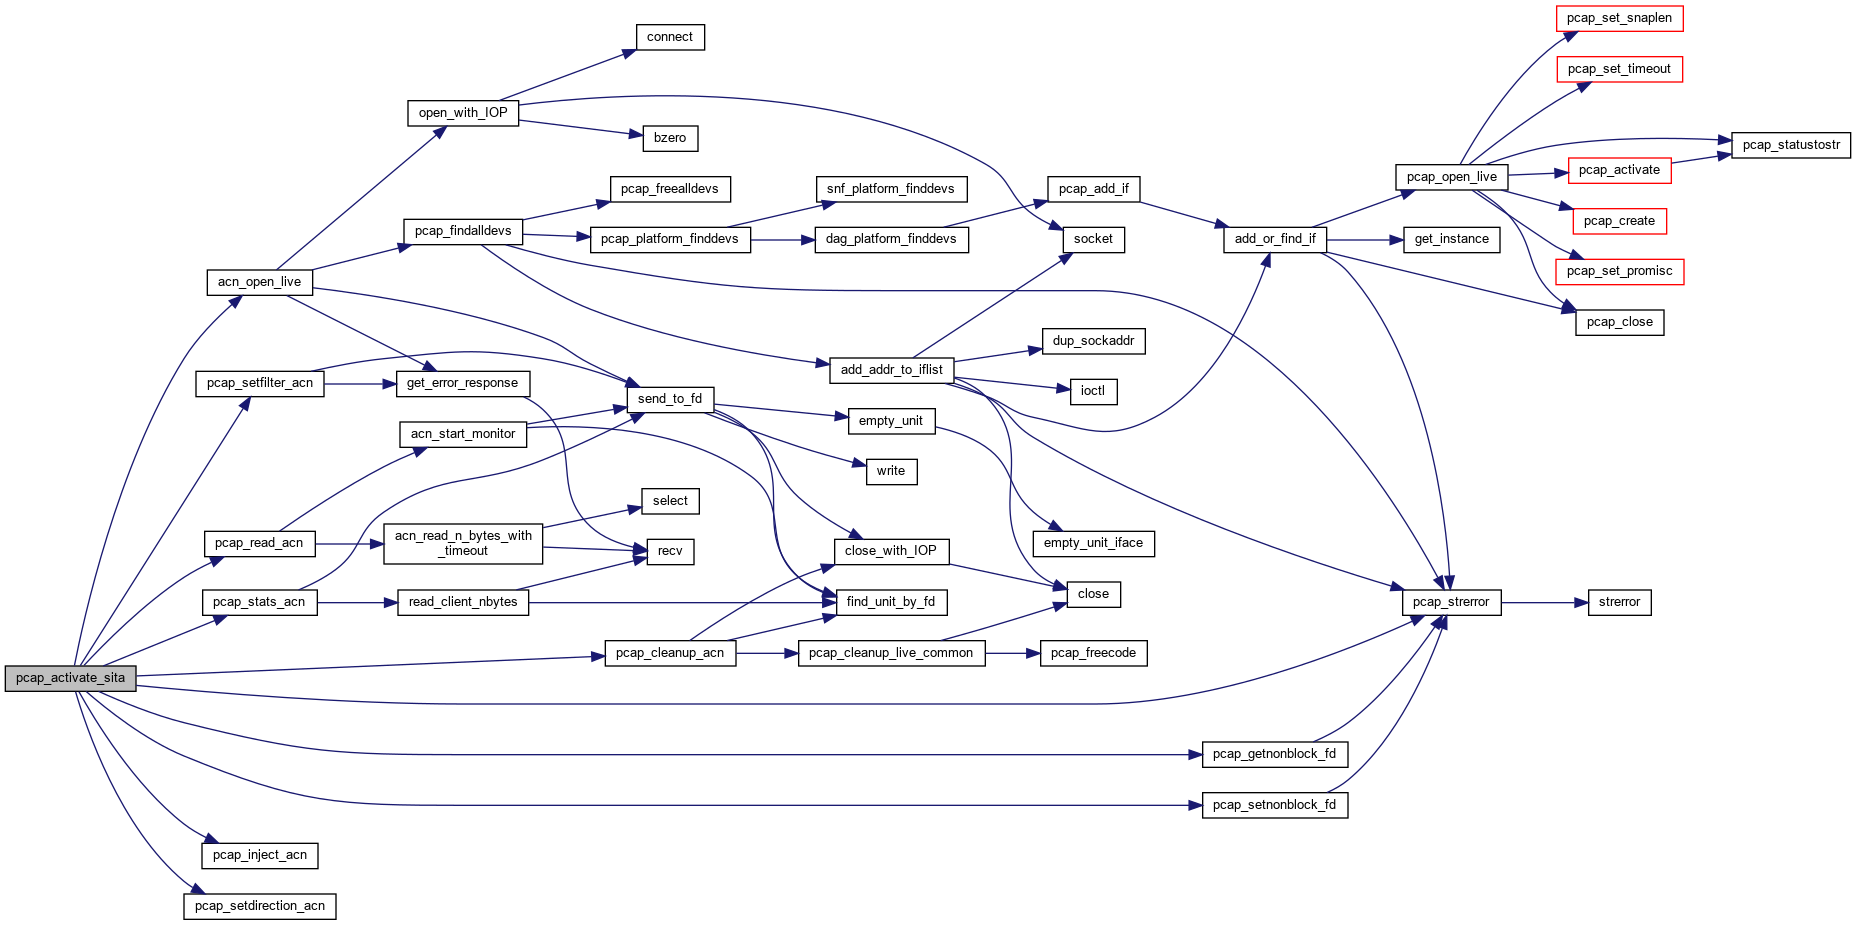 pcap_set_snaplen
connect
pcap_set_timeout
open_with_IOP
bzero
pcap_statustostr
pcap_activate
pcap_open_live
pcap_freealldevs
snf_platform_finddevs
pcap_add_if
pcap_create
pcap_findalldevs
pcap_platform_finddevs
dag_platform_finddevs
socket
add_or_find_if
get_instance
pcap_set_promisc
acn_open_live
pcap_close
dup_sockaddr
add_addr_to_iflist
pcap_setfilter_acn
get_error_response
ioctl
send_to_fd
empty_unit
acn_start_monitor
write
select
pcap_read_acn
acn_read_n_bytes_with
_timeout
recv
close_with_IOP
empty_unit_iface
close
pcap_stats_acn
read_client_nbytes
find_unit_by_fd
pcap_strerror
strerror
pcap_cleanup_acn
pcap_cleanup_live_common
pcap_freecode
pcap_activate_sita
pcap_getnonblock_fd
pcap_setnonblock_fd
pcap_inject_acn
pcap_setdirection_acn